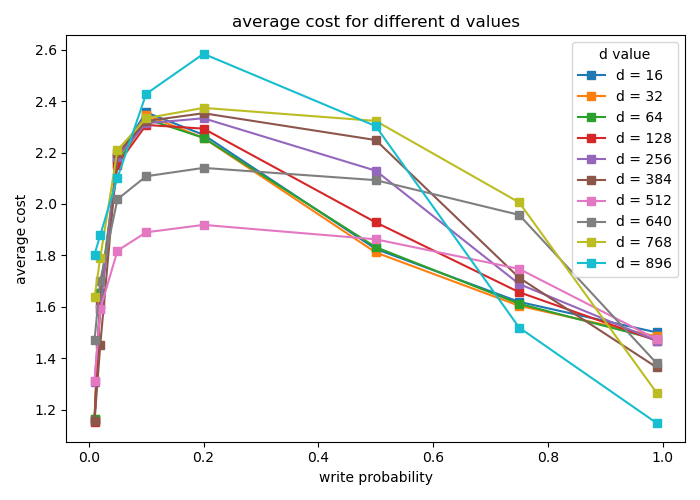 average cost for different d values
d value
d = 16
d = 32
d = 64
d = 128
d = 256
d = 384
d = 512
d = 640
d = 768
d = 896
average cost
2.6
2.4
2.2
2.0
1.8
1.6
1.4
1.2
0.0 0.2 0.4 0.6 0.8 1.0
write probability